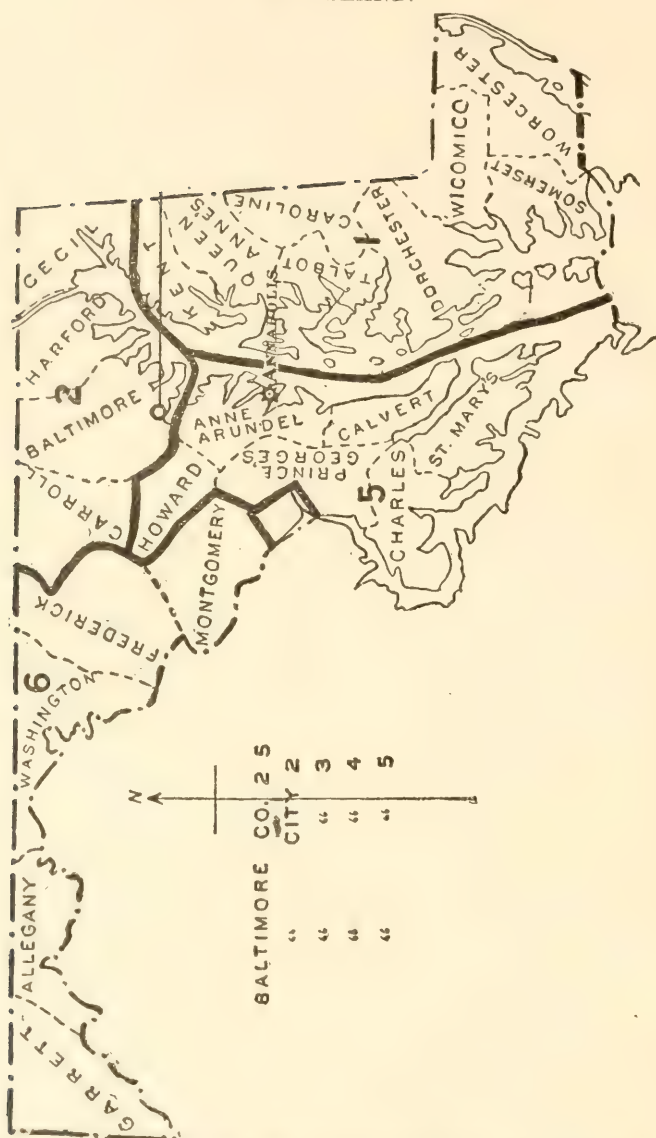 GARRETT
ALLEGANY
WASHINGTON
6
FREDERICK
CARROLL
BALTIMORE
2
HARFORD
CECIL
HOWARD
MONTGOMERY
ANNE
ARUNDEL
PRINCE
GEORGES
CALVERT
CHARLES
5
ST. MARY'S
ANNAPOLIS
KENT
QUEEN
ANNE'S
CAROLINE
TALBOT
1
DORCHESTER
WICOMICO
SOMERSET
WORCESTER
N
BALTIMORE CO. 2 5
" CITY 2
" " 3
" " 4
" " 5